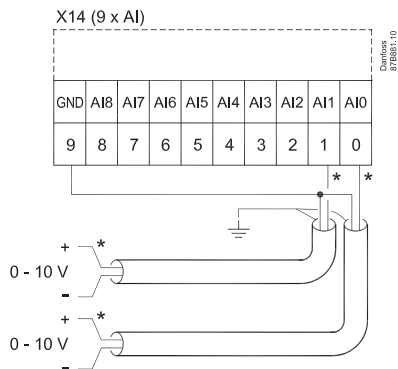 X14 (9 x AI)
Danfoss
87B881.10
GND AI8 AI7 AI6 AI5 AI4 AI3 AI2 AI1 AI0
9 8 7 6 5 4 3 2 1 0
* *
+ *
0 - 10 V
-
+ *
0 - 10 V
-